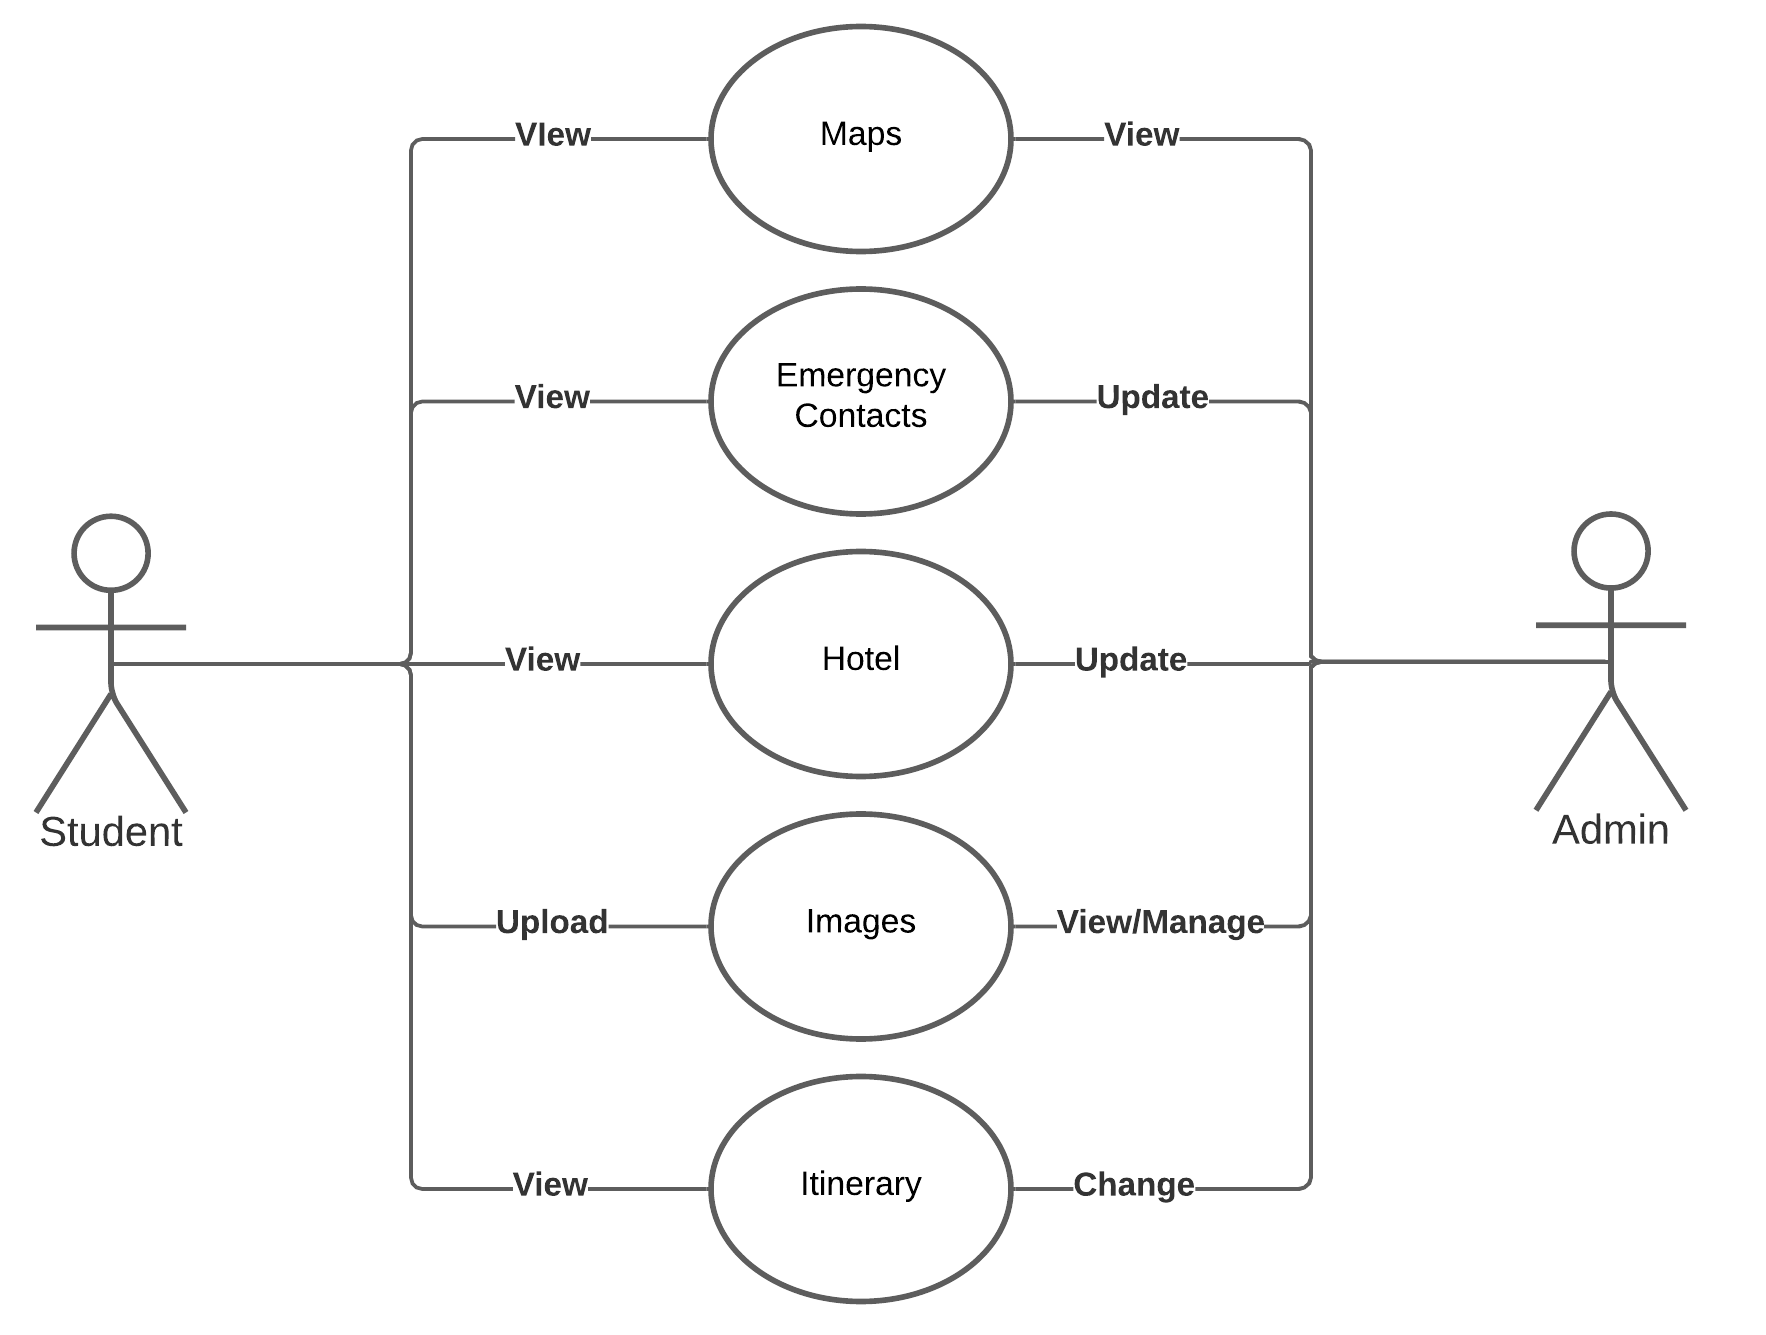 VIew
Maps
View
View
Emergency
Contacts
Update
View
Hotel
Update
Student
Admin
Upload
Images
View/Manage
View
Itinerary
Change